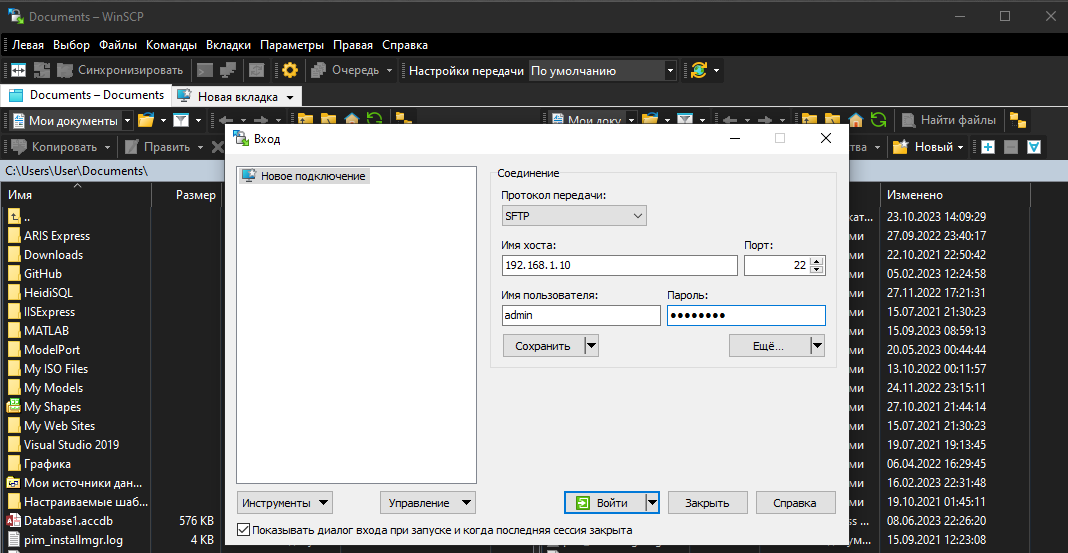 Documents – WinSCP
Левая Выбор Файлы Команды Вкладки Параметры Правая Справка
Синхронизировать Очередь Настройки передачи По умолчанию
Documents – Documents Новая вкладка
Мои документы Мои доку Найти файлы
Копировать Править Новый
C:\Users\User\Documents\
Имя Размер Изменено
.. 23.10.2023 14:09:29
ARIS Express 27.09.2022 23:40:17
Downloads 22.10.2021 22:50:42
GitHub 05.02.2023 12:24:58
HeidiSQL 27.11.2022 17:21:31
IISExpress 15.07.2021 21:30:23
MATLAB 15.09.2023 08:59:13
ModelPort 20.05.2023 00:44:44
My ISO Files 13.10.2022 00:11:57
My Models 24.11.2022 23:15:11
My Shapes 27.10.2021 21:44:14
My Web Sites 15.07.2021 21:30:23
Visual Studio 2019 19.07.2021 19:13:45
Графика 06.04.2022 16:29:45
Мои источники дан... 16.02.2023 22:31:48
Настраиваемые шаб... 19.10.2021 01:45:11
Database1.accdb 576 KB 08.06.2023 22:26:20
pim_installmgr.log 4 KB 15.09.2021 12:23:08
Вход
Новое подключение
Соединение
Протокол передачи:
SFTP
Имя хоста: Порт:
192.168.1.10 22
Имя пользователя: Пароль:
admin ●●●●●●●●
Сохранить Ещё...
Инструменты Управление Войти Закрыть Справка
Показывать диалог входа при запуске и когда последняя сессия закрыта